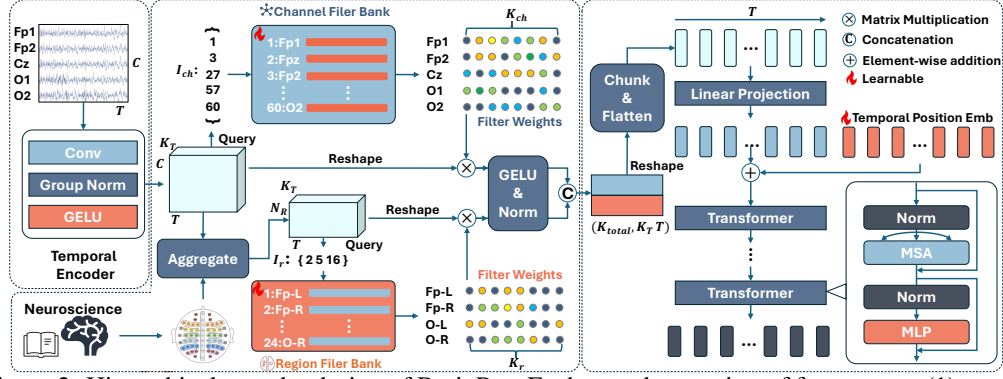 Fp1
Fp2
Cz
O1
O2
C
T
Conv
Group Norm
GELU
Temporal
Encoder
Neuroscience
Channel Filer Bank
1:Fp1
2:Fpz
3:Fp2
60:O2
I_ch:
{
1
3
27
57
60
}
Query
K_T
C
T
Reshape
Aggregate
K_T
N_R
T
Query
Reshape
I_r: { 2 5 16 }
1:Fp-L
2:Fp-R
24:O-R
Region Filer Bank
K_ch
Fp1
Fp2
Cz
O1
O2
Filter Weights
GELU
&
Norm
C
Filter Weights
Fp-L
Fp-R
O-L
O-R
K_r
Chunk
&
Flatten
Reshape
(K_total, K_T T)
T
...
Linear Projection
...
Temporal Position Emb
...
Transformer
Transformer
...
Matrix Multiplication
C Concatenation
Element-wise addition
Learnable
Norm
MSA
Norm
MLP